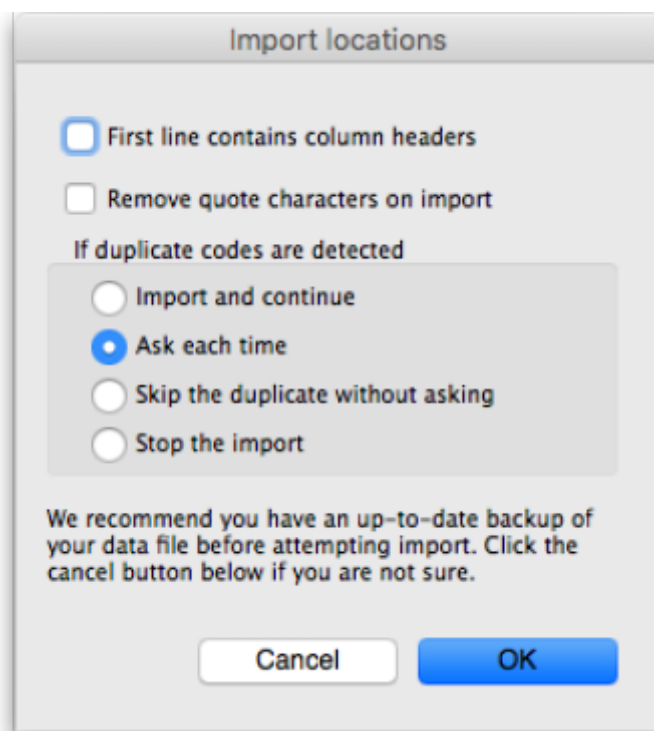 Import locations
First line contains column headers
Remove quote characters on import
If duplicate codes are detected
Import and continue
Ask each time
Skip the duplicate without asking
Stop the import
We recommend you have an up-to-date backup of
your data file before attempting import. Click the
cancel button below if you are not sure.
Cancel
OK